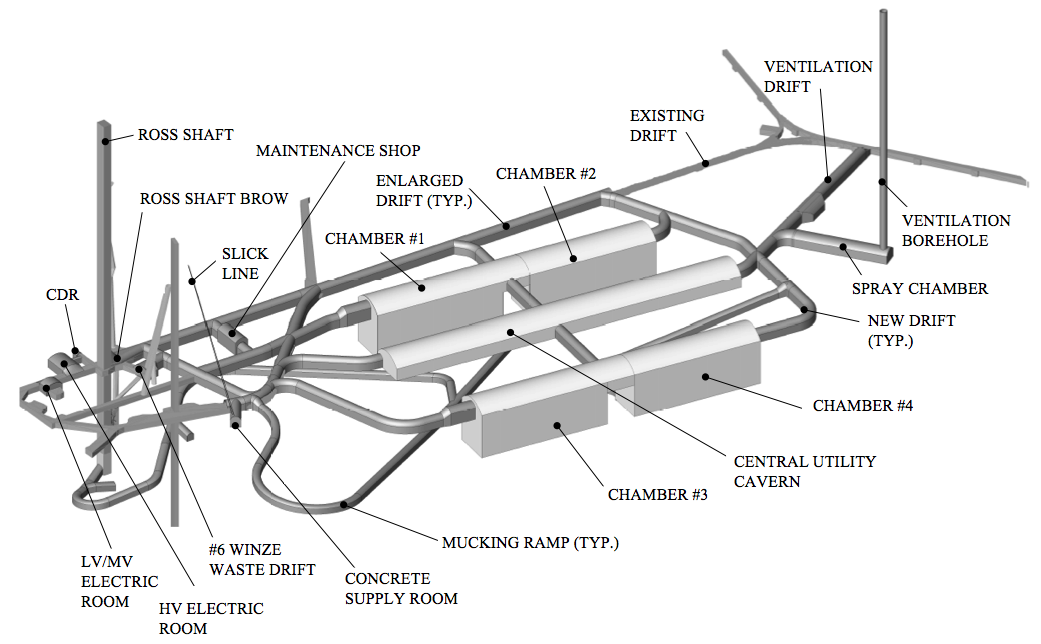 VENTILATION
DRIFT
EXISTING
DRIFT
ROSS SHAFT
MAINTENANCE SHOP
CHAMBER #2
ENLARGED
DRIFT (TYP.)
ROSS SHAFT BROW
VENTILATION
BOREHOLE
CHAMBER #1
SLICK
LINE
SPRAY CHAMBER
CDR
NEW DRIFT
(TYP.)
CHAMBER #4
CENTRAL UTILITY
CAVERN
CHAMBER #3
MUCKING RAMP (TYP.)
#6 WINZE
WASTE DRIFT
LV/MV
ELECTRIC
ROOM
CONCRETE
SUPPLY ROOM
HV ELECTRIC
ROOM